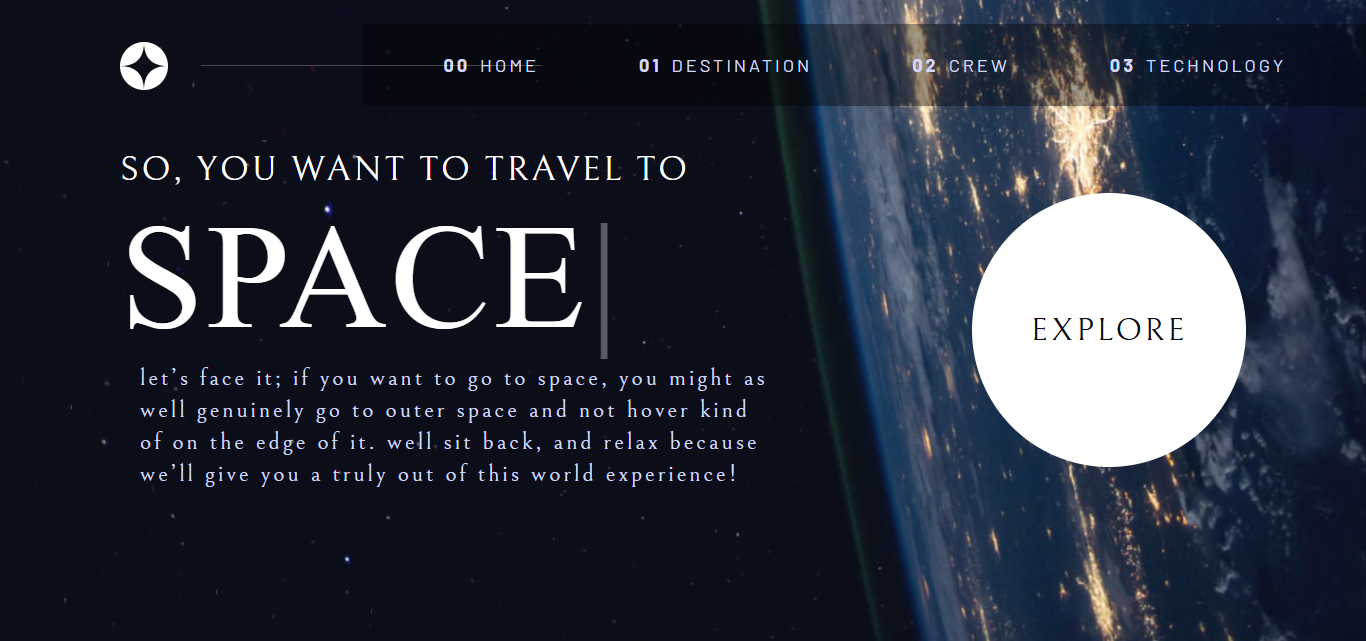 00 HOME 01 DESTINATION 02 CREW 03 TECHNOLOGY
SO, YOU WANT TO TRAVEL TO
SPACE
let’s face it; if you want to go to space, you might as
well genuinely go to outer space and not hover kind
of on the edge of it. well sit back, and relax because
we’ll give you a truly out of this world experience!
EXPLORE